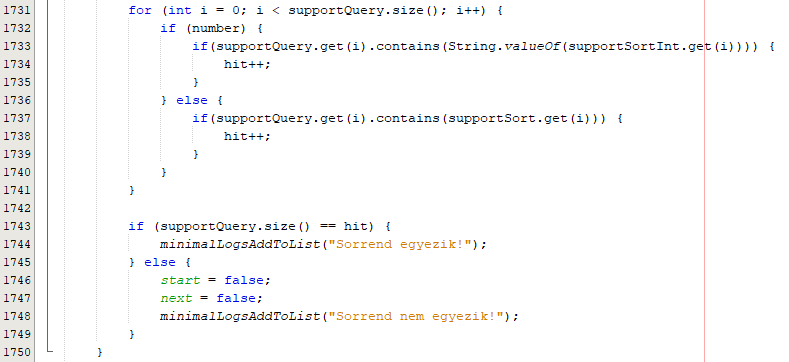 1731 for (int i = 0; i < supportQuery.size(); i++) {
1732 if (number) {
1733 if(supportQuery.get(i).contains(String.valueOf(supportSortInt.get(i)))) {
1734 hit++;
1735 }
1736 } else {
1737 if(supportQuery.get(i).contains(supportSort.get(i))) {
1738 hit++;
1739 }
1740 }
1741 }
1742
1743 if (supportQuery.size() == hit) {
1744 minimalLogsAddToList("Sorrend egyezik!");
1745 } else {
1746 start = false;
1747 next = false;
1748 minimalLogsAddToList("Sorrend nem egyezik!");
1749 }
1750 }